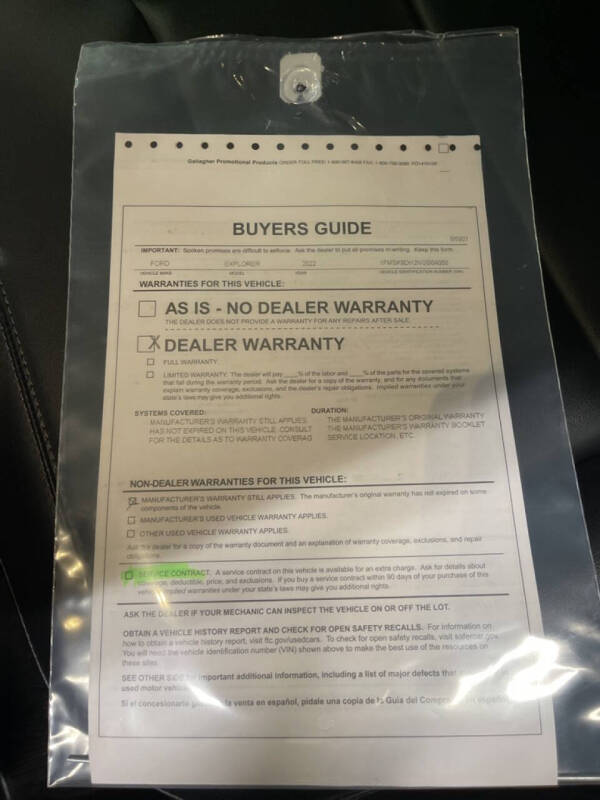 Gallagher Promotional Products
BUYERS GUIDE
IMPORTANT: Spoken promises are difficult to enforce. Ask the dealer to put all promises in writing. Keep this form.
FORD EXPLORER 2022
VEHICLE MAKE MODEL YEAR VEHICLE IDENTIFICATION NUMBER (VIN)
WARRANTIES FOR THIS VEHICLE:
AS IS - NO DEALER WARRANTY
THE DEALER DOES NOT PROVIDE A WARRANTY FOR ANY REPAIRS AFTER SALE.
X DEALER WARRANTY
FULL WARRANTY.
LIMITED WARRANTY. The dealer will pay ____% of the labor and ____% of the parts for the covered systems
that fail during the warranty period. Ask the dealer for a copy of the warranty, and for any documents that
explain warranty coverage, exclusions, and the dealer's repair obligations. Implied warranties under your
state's laws may give you additional rights.
SYSTEMS COVERED: DURATION:
MANUFACTURER'S WARRANTY STILL APPLIES. THE MANUFACTURER'S ORIGINAL WARRANTY
HAS NOT EXPIRED ON THIS VEHICLE. CONSULT THE MANUFACTURER'S WARRANTY BOOKLET
FOR THE DETAILS AS TO WARRANTY COVERAG SERVICE LOCATION, ETC.
NON-DEALER WARRANTIES FOR THIS VEHICLE:
MANUFACTURER'S WARRANTY STILL APPLIES. The manufacturer's original warranty has not expired on some
components of the vehicle.
MANUFACTURER'S USED VEHICLE WARRANTY APPLIES.
OTHER USED VEHICLE WARRANTY APPLIES.
Ask the dealer for a copy of the warranty document and an explanation of warranty coverage, exclusions, and repair
obligations.
SERVICE CONTRACT. A service contract on this vehicle is available for an extra charge. Ask for details about
coverage, deductible, price, and exclusions. If you buy a service contract within 90 days of your purchase of this
vehicle, implied warranties under your state's laws may give you additional rights.
ASK THE DEALER IF YOUR MECHANIC CAN INSPECT THE VEHICLE ON OR OFF THE LOT.
OBTAIN A VEHICLE HISTORY REPORT AND CHECK FOR OPEN SAFETY RECALLS. For information on
how to obtain a vehicle history report, visit ftc.gov/usedcars. To check for open safety recalls, visit safercar.gov.
You will need the vehicle identification number (VIN) shown above to make the best use of the resources on
these sites.
SEE OTHER SIDE for important additional information, including a list of major defects that
used motor vehicles
Si el concesionario la venta en español, pídale una copia de la Guía del Comprador en español.